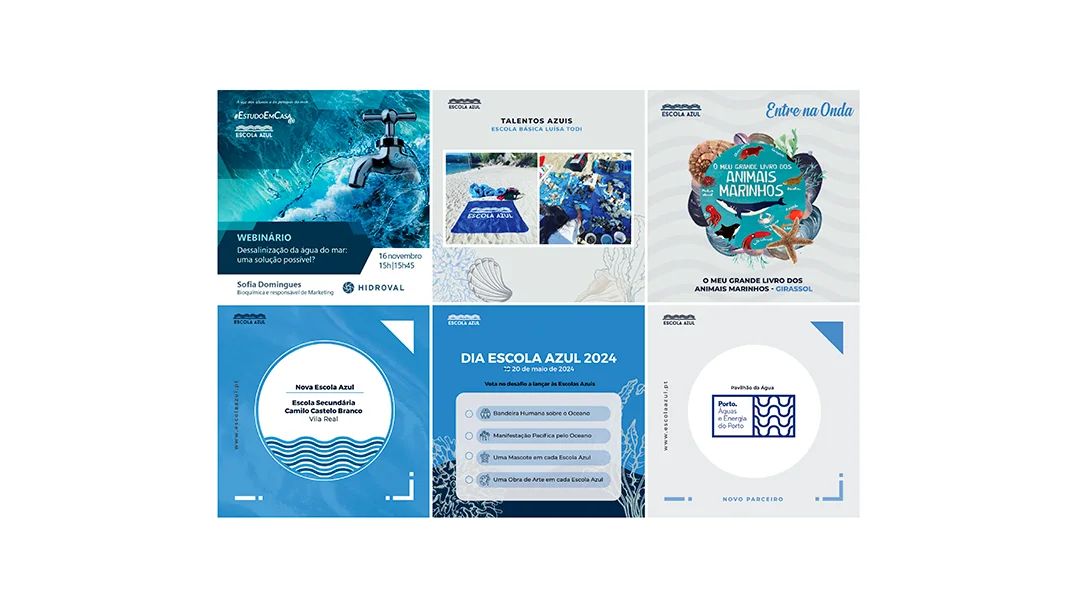 #ESTUDOEMCASA
ESCOLA AZUL
WEBINÁRIO
Dessalinização da água do mar:
uma solução possível?
16 novembro
15h|15h45
Sofia Domingues
Bioquímica e responsável de Marketing
HIDROVAL
ESCOLA AZUL
TALENTOS AZUIS
ESCOLA BÁSICA LUÍSA TODI
ESCOLA AZUL
ESCOLA AZUL
Entre na Onda
O MEU GRANDE LIVRO DOS
ANIMAIS
MARINHOS
O MEU GRANDE LIVRO DOS
ANIMAIS MARINHOS - GIRASSOL
ESCOLA AZUL
www.escolaazul.pt
Nova Escola Azul
Escola Secundária
Camilo Castelo Branco
Vila Real
ESCOLA AZUL
DIA ESCOLA AZUL 2024
20 de maio de 2024
Vota no desafio a lançar às Escolas Azuis
Bandeira Humana sobre o Oceano
Manifestação Pacífica pelo Oceano
Uma Mascote em cada Escola Azul
Uma Obra de Arte em cada Escola Azul
ESCOLA AZUL
www.escolaazul.pt
Pavilhão da Água
Porto.
Águas
e Energia
do Porto
NOVO PARCEIRO